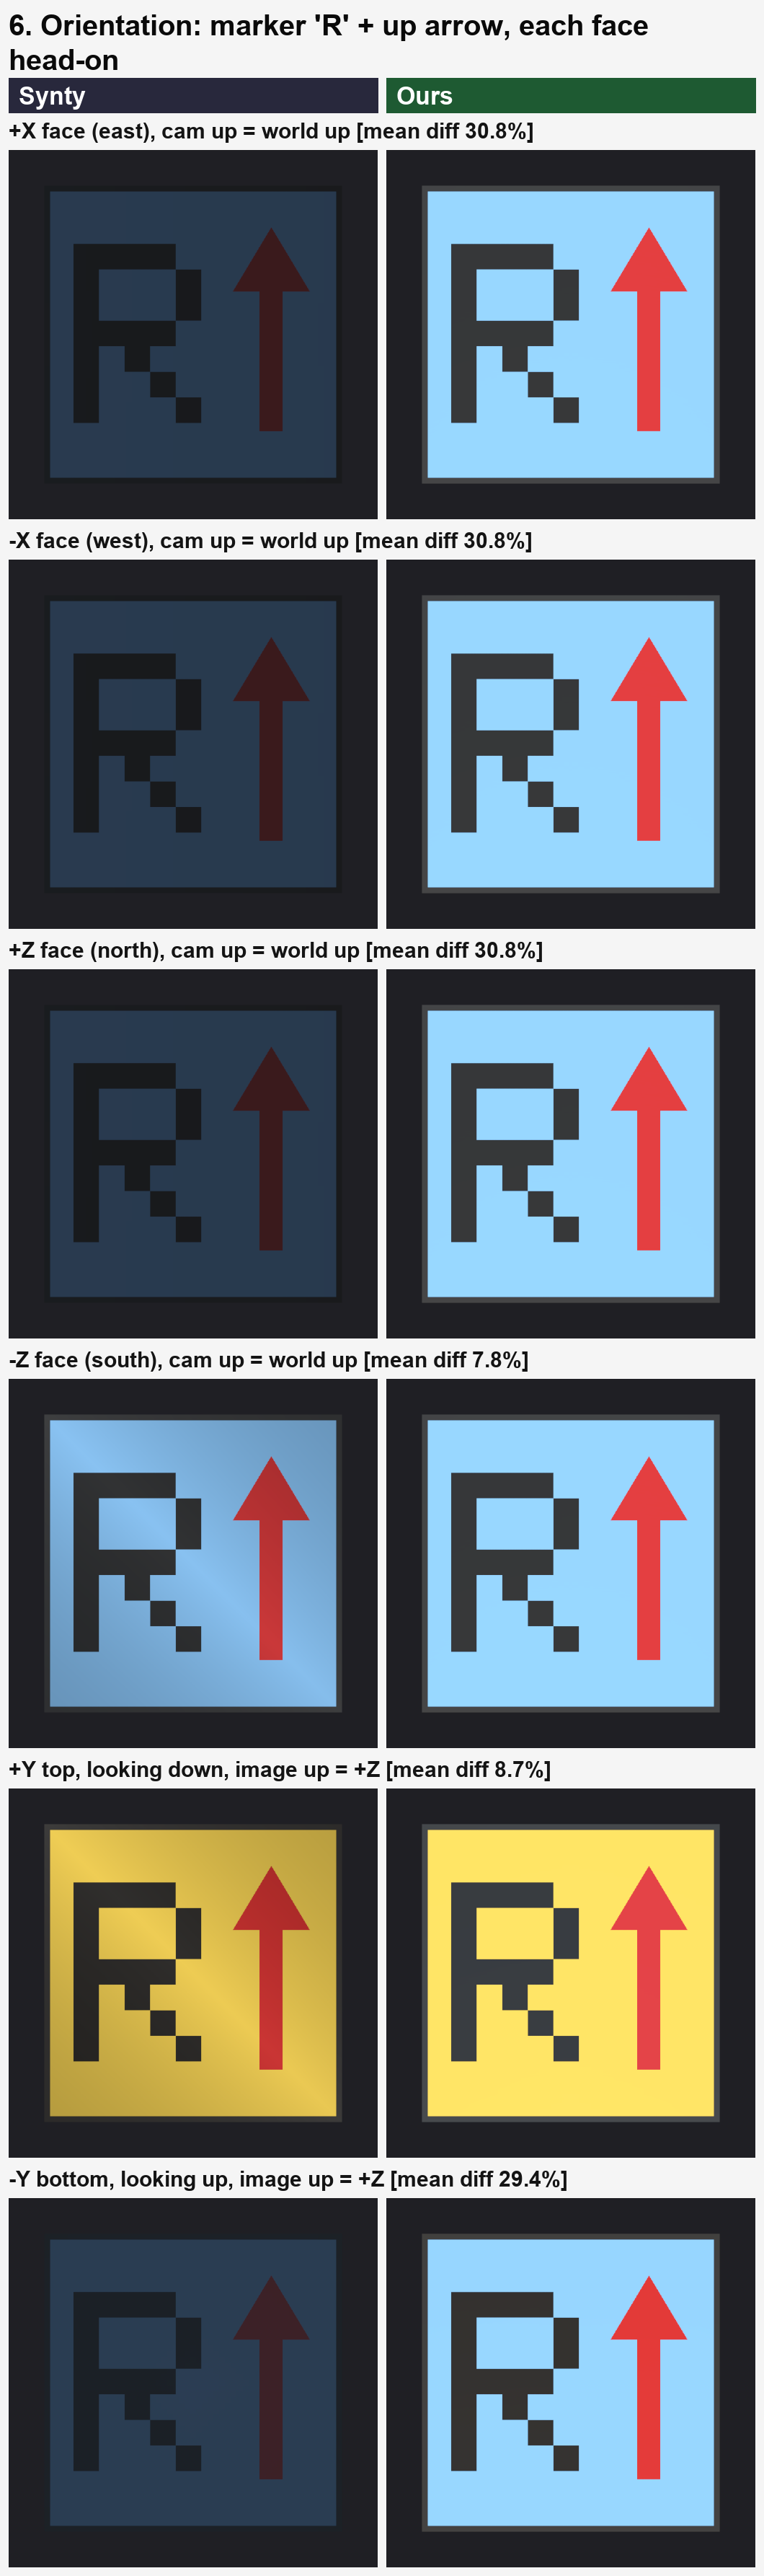 6. Orientation: marker 'R' + up arrow, each face
head-on
Synty
Ours
+X face (east), cam up = world up [mean diff 30.8%]
R
R
-X face (west), cam up = world up [mean diff 30.8%]
R
R
+Z face (north), cam up = world up [mean diff 30.8%]
R
R
-Z face (south), cam up = world up [mean diff 7.8%]
R
R
+Y top, looking down, image up = +Z [mean diff 8.7%]
R
R
-Y bottom, looking up, image up = +Z [mean diff 29.4%]
R
R